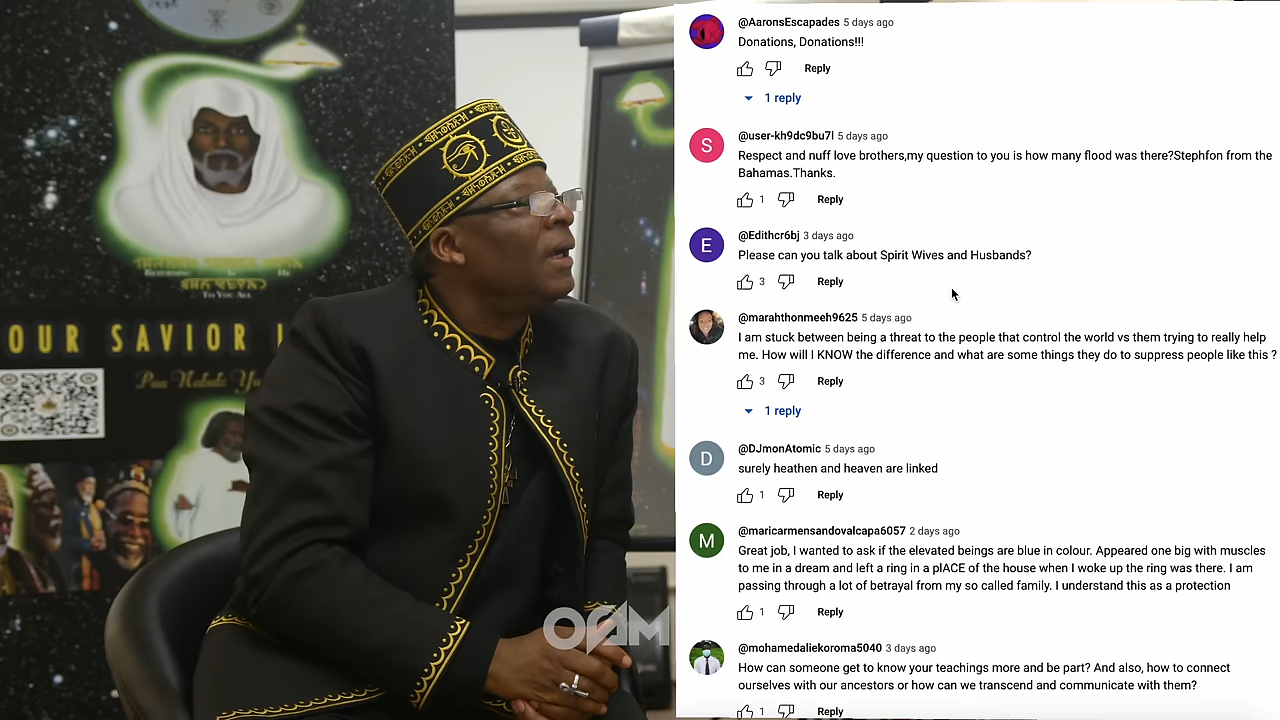 OUR SAVIOR
OAM
@AaronsEscapades 5 days ago
Donations, Donations!!!
Reply
1 reply
S
@user-kh9dc9bu7l 5 days ago
Respect and nuff love brothers,my question to you is how many flood was there?Stephfon from the
Bahamas.Thanks.
1 Reply
E
@Edithcr6bj 3 days ago
Please can you talk about Spirit Wives and Husbands?
3 Reply
@marahthonmeeh9625 5 days ago
I am stuck between being a threat to the people that control the world vs them trying to really help
me. How will I KNOW the difference and what are some things they do to suppress people like this ?
3 Reply
1 reply
D
@DJmonAtomic 5 days ago
surely heathen and heaven are linked
1 Reply
M
@maricarmensandovalcapa6057 2 days ago
Great job, I wanted to ask if the elevated beings are blue in colour. Appeared one big with muscles
to me in a dream and left a ring in a plACE of the house when I woke up the ring was there. I am
passing through a lot of betrayal from my so called family. I understand this as a protection
1 Reply
@mohamedaliekoroma5040 3 days ago
How can someone get to know your teachings more and be part? And also, how to connect
ourselves with our ancestors or how can we transcend and communicate with them?
1 Reply